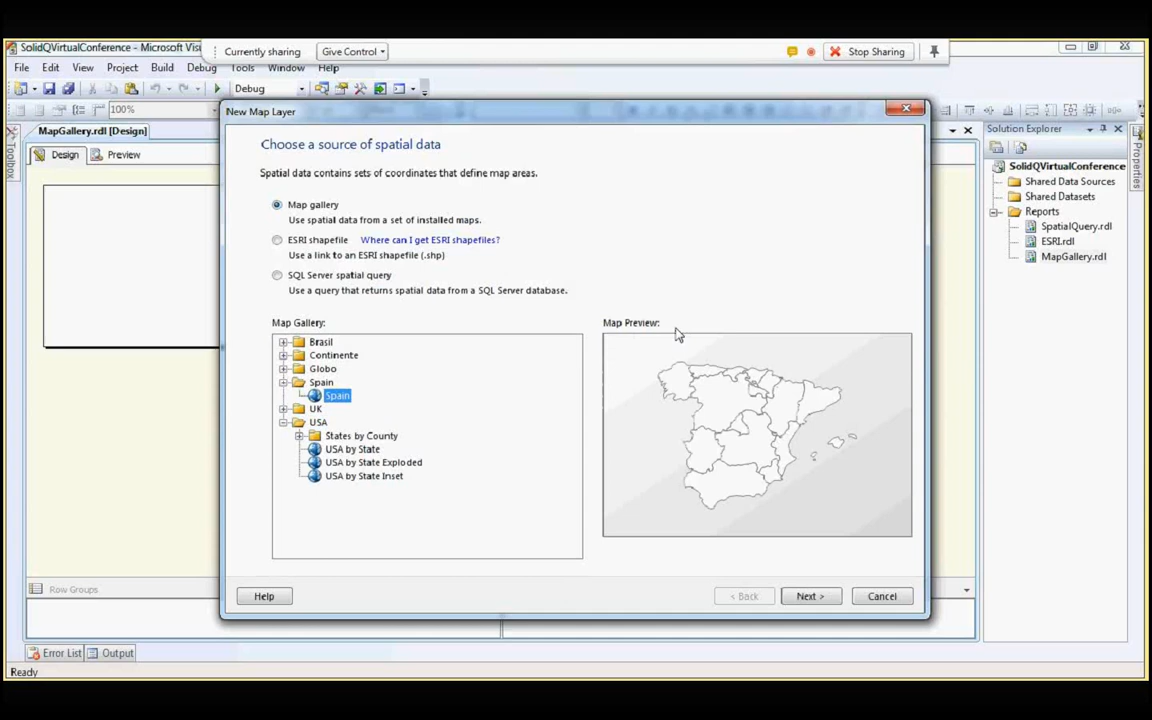 SolidQVirtualConference - Microsoft Visu
Currently sharing
Give Control
Stop Sharing
File Edit View Project Build Debug Tools Window Help
Debug
100%
New Map Layer
MapGallery.rdl [Design]
Design
Preview
Toolbox
Choose a source of spatial data
Spatial data contains sets of coordinates that define map areas.
Map gallery
Use spatial data from a set of installed maps.
ESRI shapefile Where can I get ESRI shapefiles?
Use a link to an ESRI shapefile (.shp)
SQL Server spatial query
Use a query that returns spatial data from a SQL Server database.
Map Gallery:
Brasil
Continente
Globo
Spain
Spain
UK
USA
States by County
USA by State
USA by State Exploded
USA by State Inset
Map Preview:
Help
< Back
Next >
Cancel
Solution Explorer
SolidQVirtualConference
Shared Data Sources
Shared Datasets
Reports
SpatialQuery.rdl
ESRI.rdl
MapGallery.rdl
Properties
Row Groups
Error List
Output
Ready